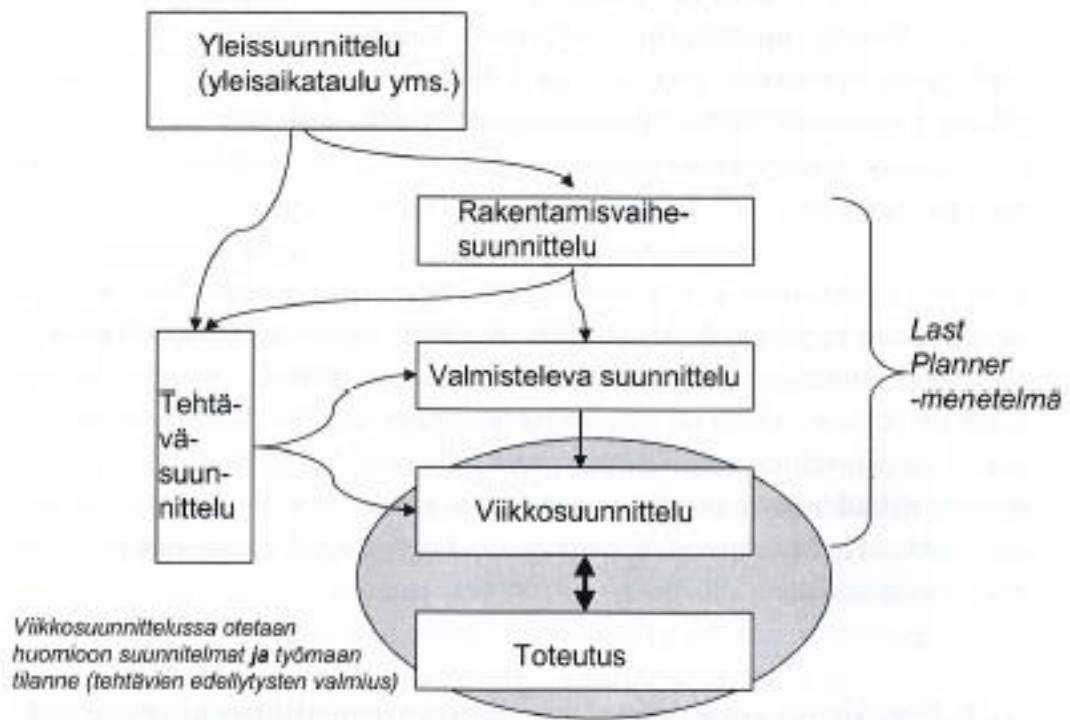 Yleissuunnittelu
(yleisaikataulu yms.)
Rakentamisvaihe-
suunnittelu
Last
Planner
-menetelmä
Valmisteleva suunnittelu
Tehtä-
vä-
suun-
nittelu
Viikkosuunnittelu
Toteutus
Viikkosuunnittelussa otetaan
huomioon suunnitelmat ja työmaan
tilanne (tehtävien edellytysten valmius)